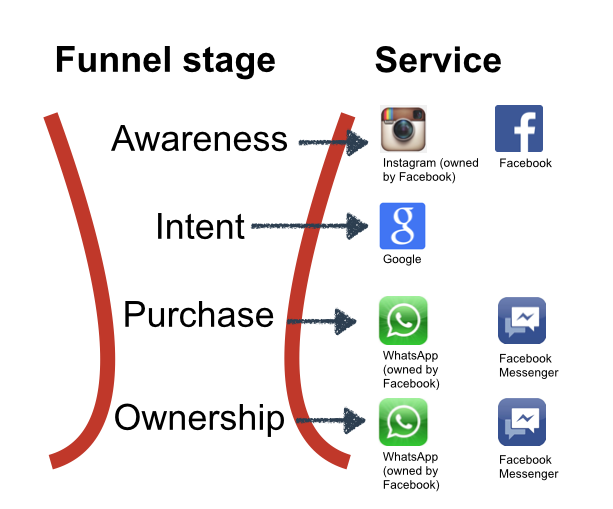 Funnel stage
Service
Awareness
Instagram (owned
by Facebook)
Facebook
Intent
Google
Purchase
WhatsApp
(owned by
Facebook)
Facebook
Messenger
Ownership
WhatsApp
(owned by
Facebook)
Facebook
Messenger